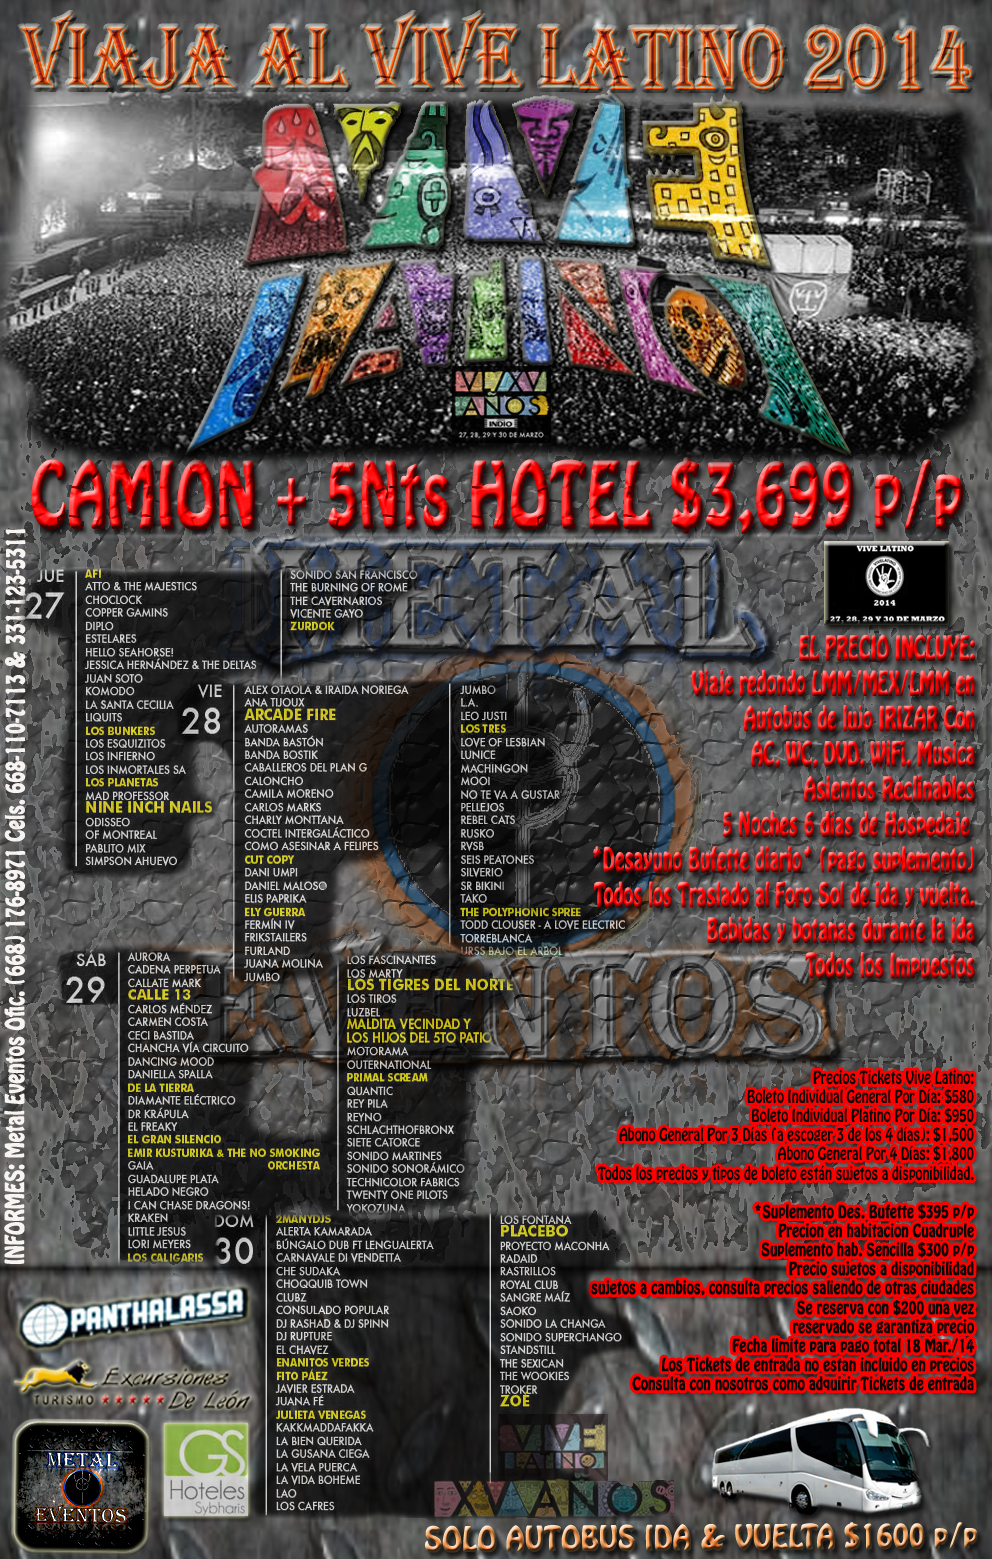 VIAJA AL VIVE LATINO 2014
VIVE
LATINO
VL/XV
AÑOS
INDIO
27, 28, 29 Y 30 DE MARZO
CAMION + 5Nts HOTEL $3,699 p/p
INFORMES: Metal Eventos Ofic. (668) 176-8971 Cels. 668-110-7113 & 331-123-5311
METAL
EVENTOS
JUE
27
AFI
ATTO & THE MAJESTICS
CHOCLOCK
COPPER GAMINS
DIPLO
ESTELARES
HELLO SEAHORSE!
JESSICA HERNÁNDEZ & THE DELTAS
JUAN SOTO
KOMODO
LA SANTA CECILIA
LIQUITS
LOS BUNKERS
LOS ESQUIZITOS
LOS INFIERNO
LOS INMORTALES SA
LOS PLANETAS
MAD PROFESSOR
NINE INCH NAILS
ODISSEO
OF MONTREAL
PABLITO MIX
SIMPSON AHUEVO
SONIDO SAN FRANCISCO
THE BURNING OF ROME
THE CAVERNARIOS
VICENTE GAYO
ZURDOK
VIE
28
ALEX OTAOLA & IRAIDA NORIEGA
ANA TIJOUX
ARCADE FIRE
AUTORAMAS
BANDA BASTÓN
BANDA BOSTIK
CABALLEROS DEL PLAN G
CALONCHO
CAMILA MORENO
CARLOS MARKS
CHARLY MONTTANA
COCTEL INTERGALÁCTICO
COMO ASESINAR A FELIPES
CUT COPY
DANI UMPI
DANIEL MALOS@
ELIS PAPRIKA
ELY GUERRA
FERMÍN IV
FRIKSTAILERS
FURLAND
JUANA MOLINA
JUMBO
JUMBO
L.A.
LEO JUSTI
LOS TRES
LOVE OF LESBIAN
LUNICE
MACHINGON
MOOI
NO TE VA A GUSTAR
PELLEJOS
REBEL CATS
RUSKO
RVSB
SEIS PEATONES
SILVERIO
SR BIKINI
TAKO
THE POLYPHONIC SPREE
TODD CLOUSER - A LOVE ELECTRIC
TORREBLANCA
URSS BAJO EL ÁRBOL
VIVE LATINO
2014
27, 28, 29 Y 30 DE MARZO
EL PRECIO INCLUYE:
Viaje redondo LMM/MEX/LMM en
Autobus de lujo IRIZAR Con
AC, WC, DVD, WiFI, Musica
Asientos Reclinables
5 Noches 6 dias de Hospedaje
*Desayuno Bufette diario* (pago suplemento)
Todos los Traslado al Foro Sol de ida y vuelta.
Bebidas y botanas durante la ida
Todos los Impuestos
SÁB
29
AURORA
CADENA PERPETUA
CALLATE MARK
CALLE 13
CARLOS MÉNDEZ
CARMEN COSTA
CECI BASTIDA
CHANCHA VÍA CIRCUITO
DANCING MOOD
DANIELLA SPALLA
DE LA TIERRA
DIAMANTE ELÉCTRICO
DR KRÁPULA
EL FREAKY
EL GRAN SILENCIO
EMIR KUSTURIKA & THE NO SMOKING
ORCHESTA
GAIA
GUADALUPE PLATA
HELADO NEGRO
I CAN CHASE DRAGONS!
KRAKEN
LITTLE JESUS
LORI MEYERS
LOS CALIGARIS
LOS FASCINANTES
LOS MARTY
LOS TIGRES DEL NORTE
LOS TIROS
LUZBEL
MALDITA VECINDAD Y
LOS HIJOS DEL 5TO PATIO
MOTORAMA
OUTERNATIONAL
PRIMAL SCREAM
QUANTIC
REY PILA
REYNO
SCHLACHTHOFBRONX
SIETE CATORCE
SONIDO MARTINES
SONIDO SONORÁMICO
TECHNICOLOR FABRICS
TWENTY ONE PILOTS
YOKOZUNA
Precios Tickets Vive Latino:
Boleto Individual General Por Dia: $580
Boleto Individual Platino Por Dia: $950
Abono General Por 3 Dias (a escoger 3 de los 4 dias): $1,500
Abono General Por 4 Dias: $1,800
Todos los precios y tipos de boleto están sujetos a disponibilidad.
*Suplemento Des. Bufette $395 p/p
Precion en habitacion Cuadruple
Suplemento hab. Sencilla $300 p/p
Precio sujetos a disponibilidad
sujetos a cambios, consulta precios saliendo de otras ciudades
Se reserva con $200 una vez
reservado se garantiza precio
Fecha limite para pago total 18 Mar./14
Los Tickets de entrada no estan incluido en precios
Consulta con nosotros como adquirir Tickets de entrada
DOM
30
2MANYDJS
ALERTA KAMARADA
BÚNGALO DUB FT LENGUALERTA
CARNAVALE DI VENDETTA
CHE SUDAKA
CHOQQUIB TOWN
CLUBZ
CONSULADO POPULAR
DJ RASHAD & DJ SPINN
DJ RUPTURE
EL CHAVEZ
ENANITOS VERDES
FITO PÁEZ
JAVIER ESTRADA
JUANA FÉ
JULIETA VENEGAS
KAKKMADDAFAKKA
LA BIEN QUERIDA
LA GUSANA CIEGA
LA VELA PUERCA
LA VIDA BOHEME
LAO
LOS CAFRES
LOS FONTANA
PLACEBO
PROYECTO MACONHA
RADAID
RASTRILLOS
ROYAL CLUB
SANGRE MAÍZ
SAOKO
SONIDO LA CHANGA
SONIDO SUPERCHANGO
STANDSTILL
THE SEXICAN
THE WOOKIES
TROKER
ZOÉ
VIVE
LATINO
XV AÑOS
PANTHALASSA
Excursiones
TURISMO ★★★★★ De León
METAL
EVENTOS
GS
Hoteles
Sybharis
SOLO AUTOBUS IDA & VUELTA $1600 p/p